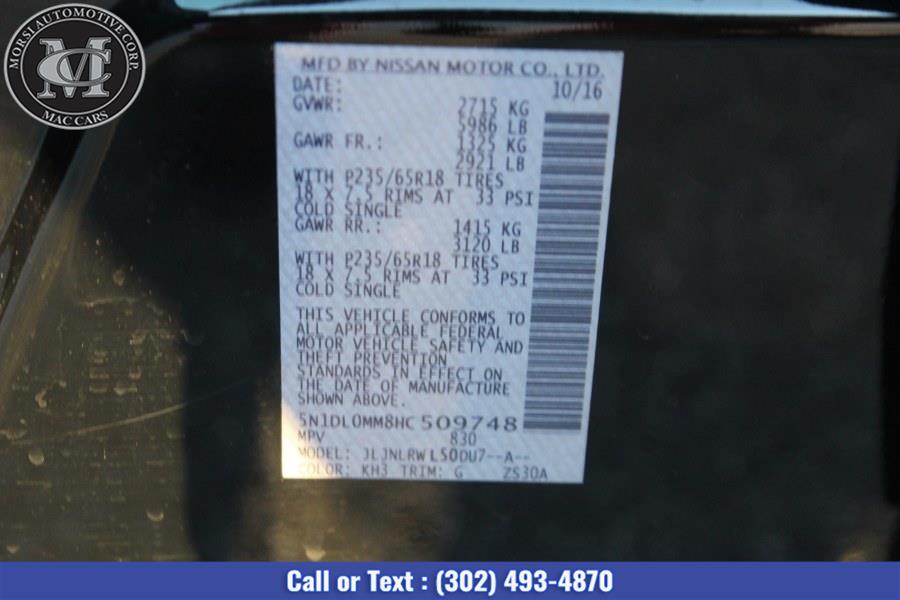 MORSI AUTOMOTIVE CORP.
MC
MAC CARS
MFD BY NISSAN MOTOR CO., LTD.
DATE: 10/16
GVWR: 2715 KG
5986 LB
GAWR FR.: 1325 KG
2921 LB
WITH P235/65R18 TIRES
18 X 7.5 RIMS AT 33 PSI
COLD SINGLE
GAWR RR.: 1415 KG
3120 LB
WITH P235/65R18 TIRES
18 X 7.5 RIMS AT 33 PSI
COLD SINGLE
THIS VEHICLE CONFORMS TO
ALL APPLICABLE FEDERAL
MOTOR VEHICLE SAFETY AND
THEFT PREVENTION
STANDARDS IN EFFECT ON
THE DATE OF MANUFACTURE
SHOWN ABOVE.
5N1DL0MM8HC509748
MPV 830
MODEL: JLJNLRWL50DU7--A--
COLOR: KH3 TRIM: G ZS30A
Call or Text : (302) 493-4870